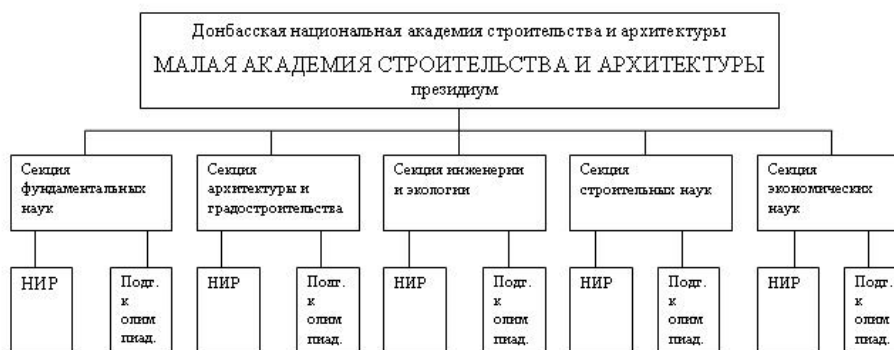 Донбасская национальная академия строительства и архитектуры
МАЛАЯ АКАДЕМИЯ СТРОИТЕЛЬСТВА И АРХИТЕКТУРЫ
президиум
Секция
фундаментальных
наук
Секция
архитектуры и
градостроительства
Секция инженерии
и экологии
Секция
строительных наук
Секция
экономических
наук
НИР
Подг.
к
олим
пиад.
НИР
Подг.
к
олим
пиад.
НИР
Подг.
к
олим
пиад.
НИР
Подг.
к
олим
пиад.
НИР
Подг.
к
олим
пиад.